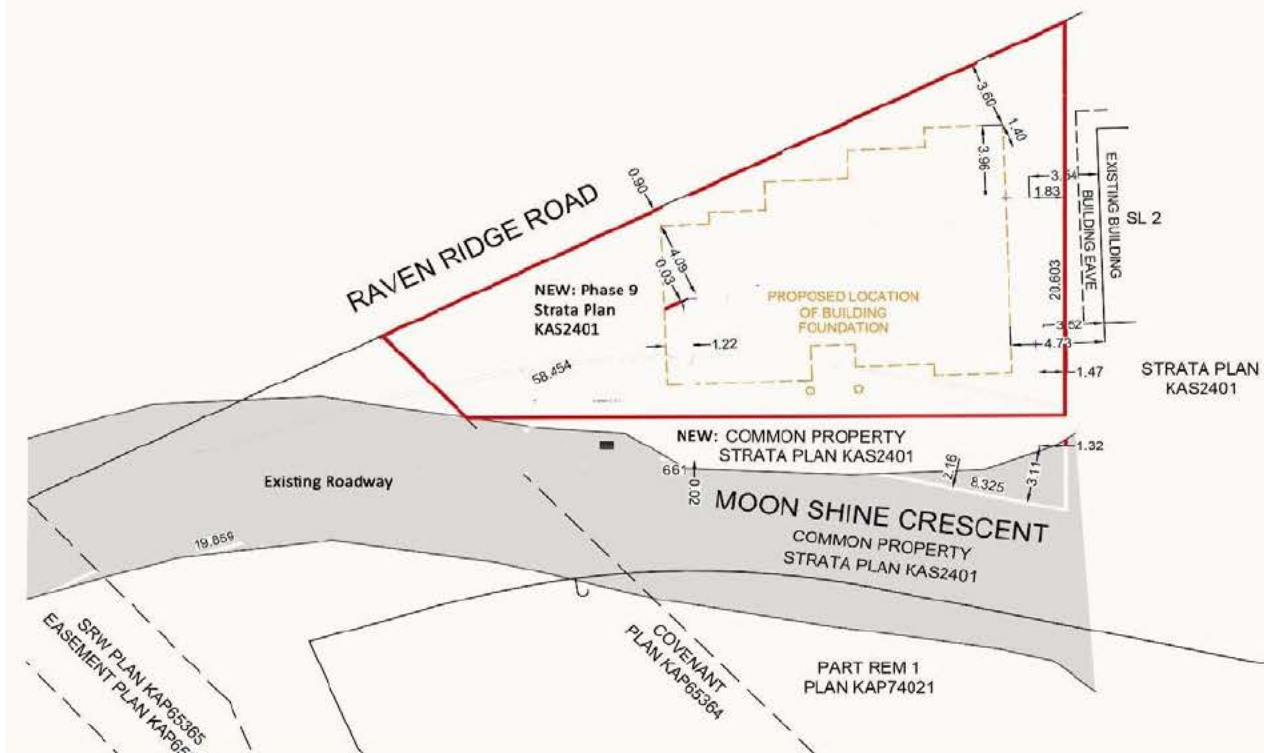 3.60
1.40
3.96
3.54
1.83
EXISTING BUILDING
BUILDING EAVE
SL 2
0.90
RAVEN RIDGE ROAD
4.09
0.03
NEW: Phase 9
Strata Plan
KAS2401
PROPOSED LOCATION
OF BUILDING
FOUNDATION
20.603
3.52
4.73
1.22
1.47
58.454
STRATA PLAN
KAS2401
NEW: COMMON PROPERTY
STRATA PLAN KAS2401
1.32
661
0.02
2.16
8.325
3.11
Existing Roadway
MOON SHINE CRESCENT
COMMON PROPERTY
STRATA PLAN KAS2401
19.859
SRW PLAN KAP65365
EASEMENT PLAN
COVENANT
PLAN KAP65364
PART REM 1
PLAN KAP74021